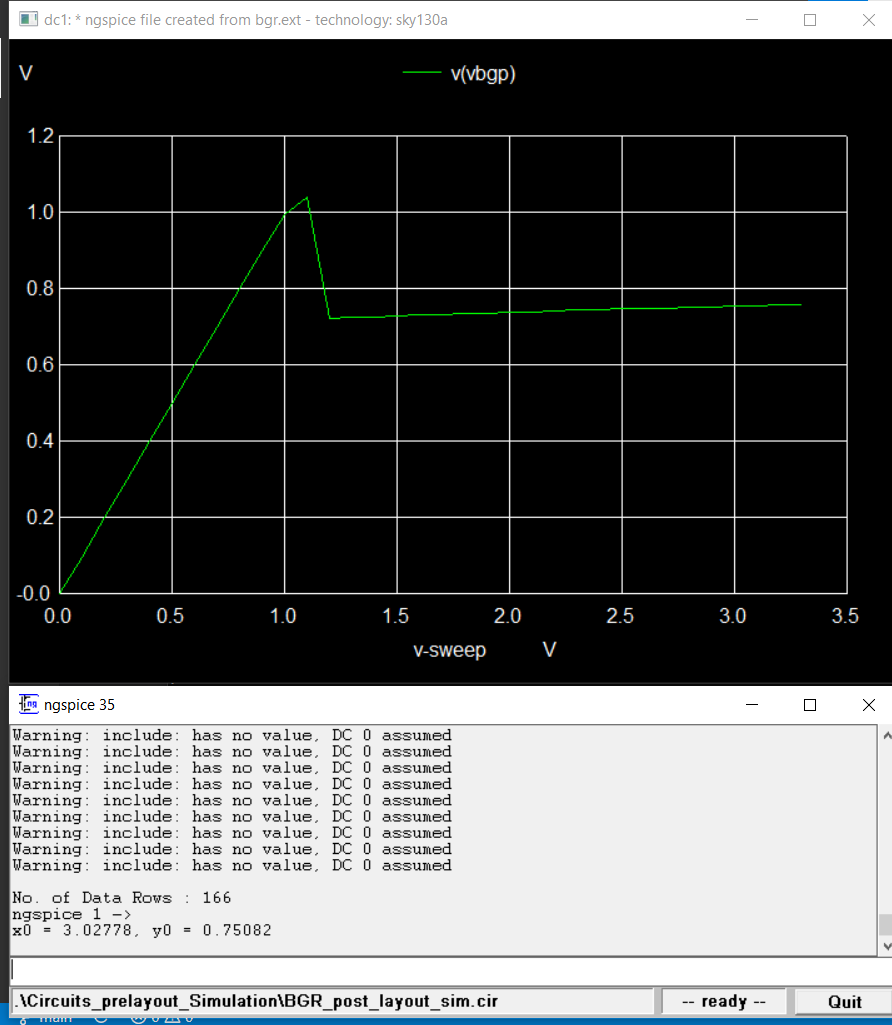 dc1: * ngspice file created from bgr.ext - technology: sky130a
V
v(vbgp)
1.2
1.0
0.8
0.6
0.4
0.2
-0.0
0.0 0.5 1.0 1.5 2.0 2.5 3.0 3.5
v-sweep V
ngspice 35
Warning: include: has no value, DC 0 assumed
Warning: include: has no value, DC 0 assumed
Warning: include: has no value, DC 0 assumed
Warning: include: has no value, DC 0 assumed
Warning: include: has no value, DC 0 assumed
Warning: include: has no value, DC 0 assumed
Warning: include: has no value, DC 0 assumed
Warning: include: has no value, DC 0 assumed
Warning: include: has no value, DC 0 assumed
No. of Data Rows : 166
ngspice 1 ->
x0 = 3.02778, y0 = 0.75082
.\Circuits_prelayout_Simulation\BGR_post_layout_sim.cir -- ready -- Quit
main